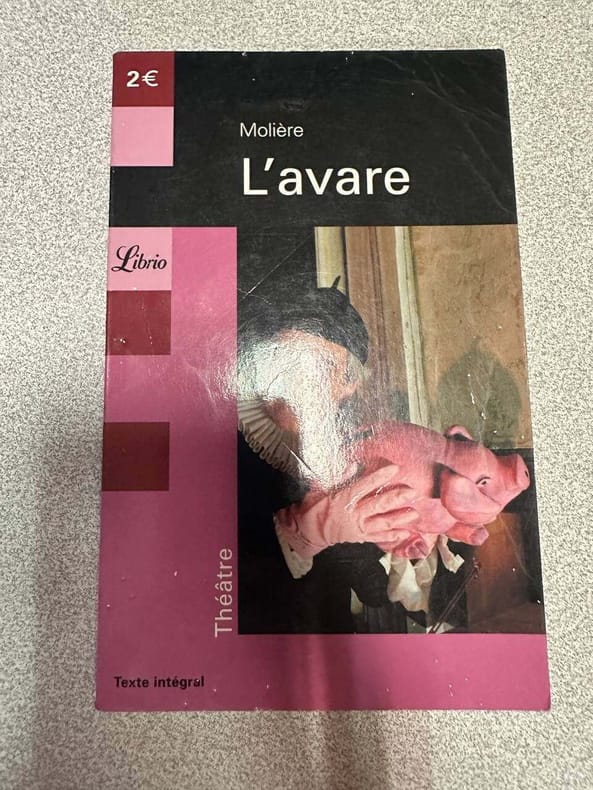 2€
Molière
L'avare
Librio
Théâtre
Texte intégral